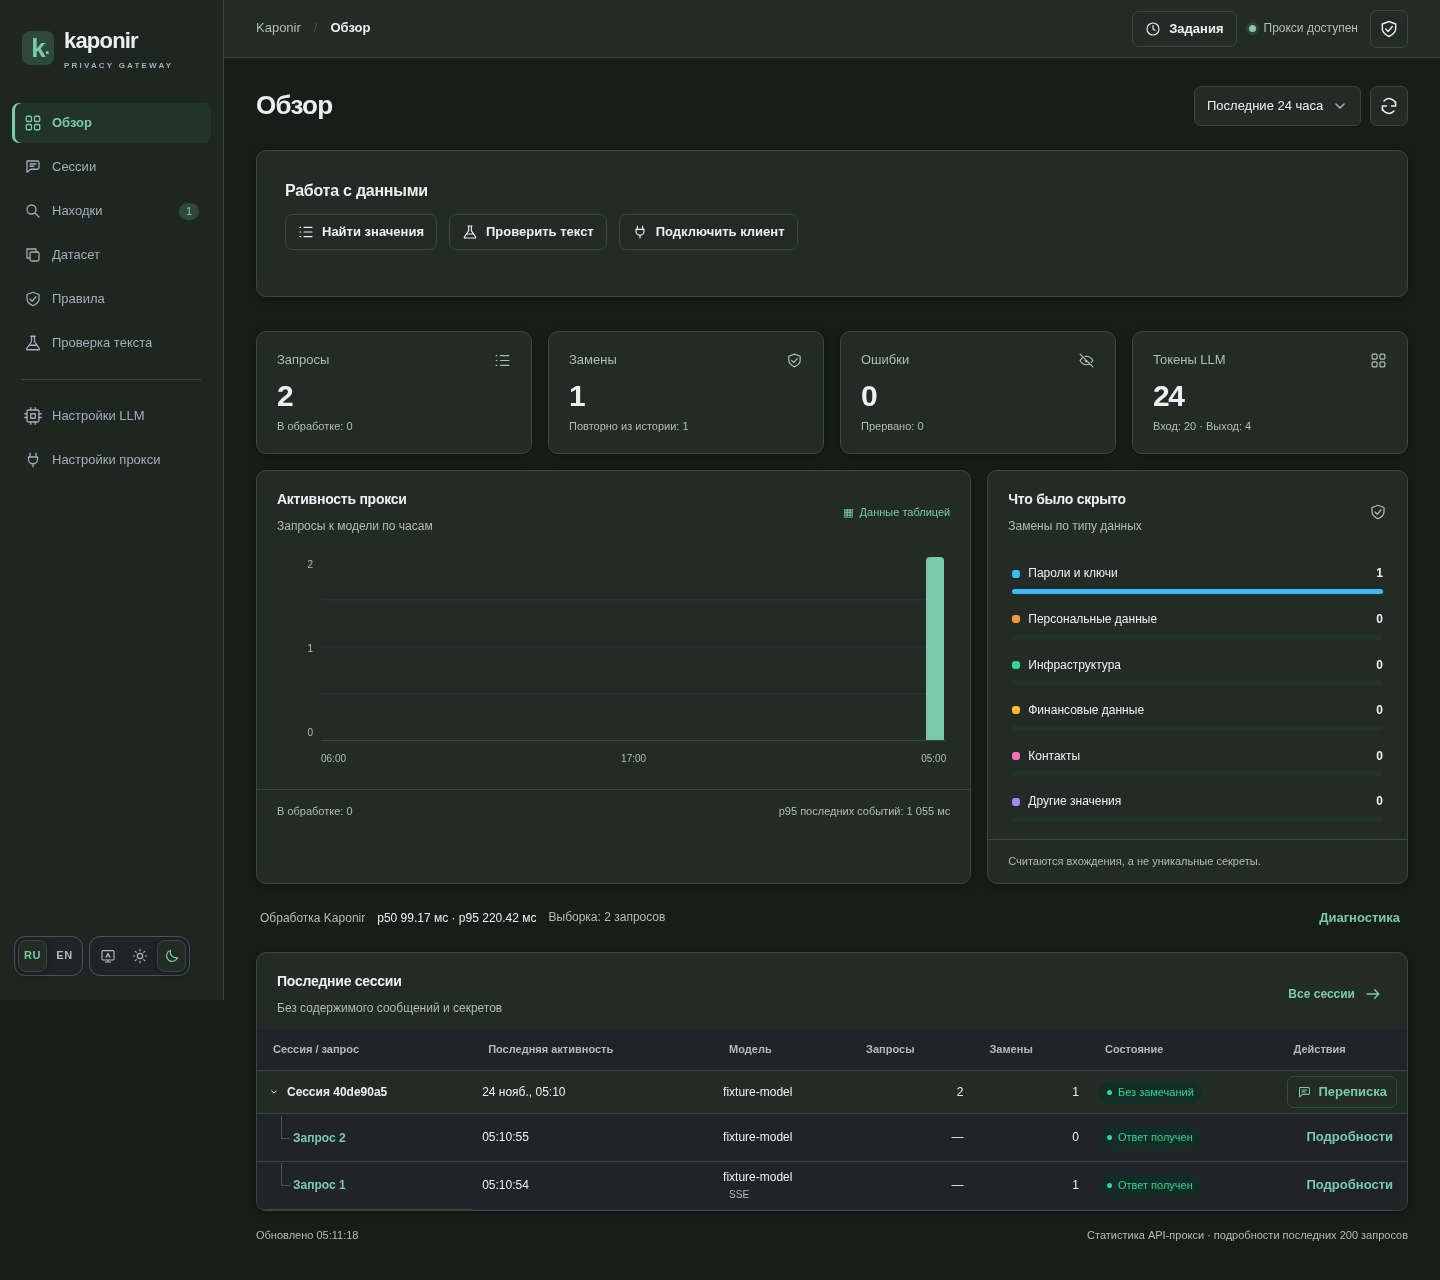 k.
kaponir
PRIVACY GATEWAY
Обзор
Сессии
Находки 1
Датасет
Правила
Проверка текста
Настройки LLM
Настройки прокси
RU EN
Kaponir / Обзор
Задания
Прокси доступен
Обзор
Последние 24 часа
Работа с данными
Найти значения
Проверить текст
Подключить клиент
Запросы
2
В обработке: 0
Замены
1
Повторно из истории: 1
Ошибки
0
Прервано: 0
Токены LLM
24
Вход: 20 · Выход: 4
Активность прокси
Запросы к модели по часам
Данные таблицей
2
1
0
06:00 17:00 05:00
В обработке: 0
p95 последних событий: 1 055 мс
Что было скрыто
Замены по типу данных
Пароли и ключи 1
Персональные данные 0
Инфраструктура 0
Финансовые данные 0
Контакты 0
Другие значения 0
Считаются вхождения, а не уникальные секреты.
Обработка Kaponir p50 99.17 мс · p95 220.42 мс Выборка: 2 запросов
Диагностика
Последние сессии
Без содержимого сообщений и секретов
Все сессии
Сессия / запрос Последняя активность Модель Запросы Замены Состояние Действия
Сессия 40de90a5 24 нояб., 05:10 fixture-model 2 1 Без замечаний Переписка
Запрос 2 05:10:55 fixture-model — 0 Ответ получен Подробности
Запрос 1 05:10:54 fixture-model — 1 Ответ получен Подробности
SSE
Обновлено 05:11:18
Статистика API-прокси · подробности последних 200 запросов